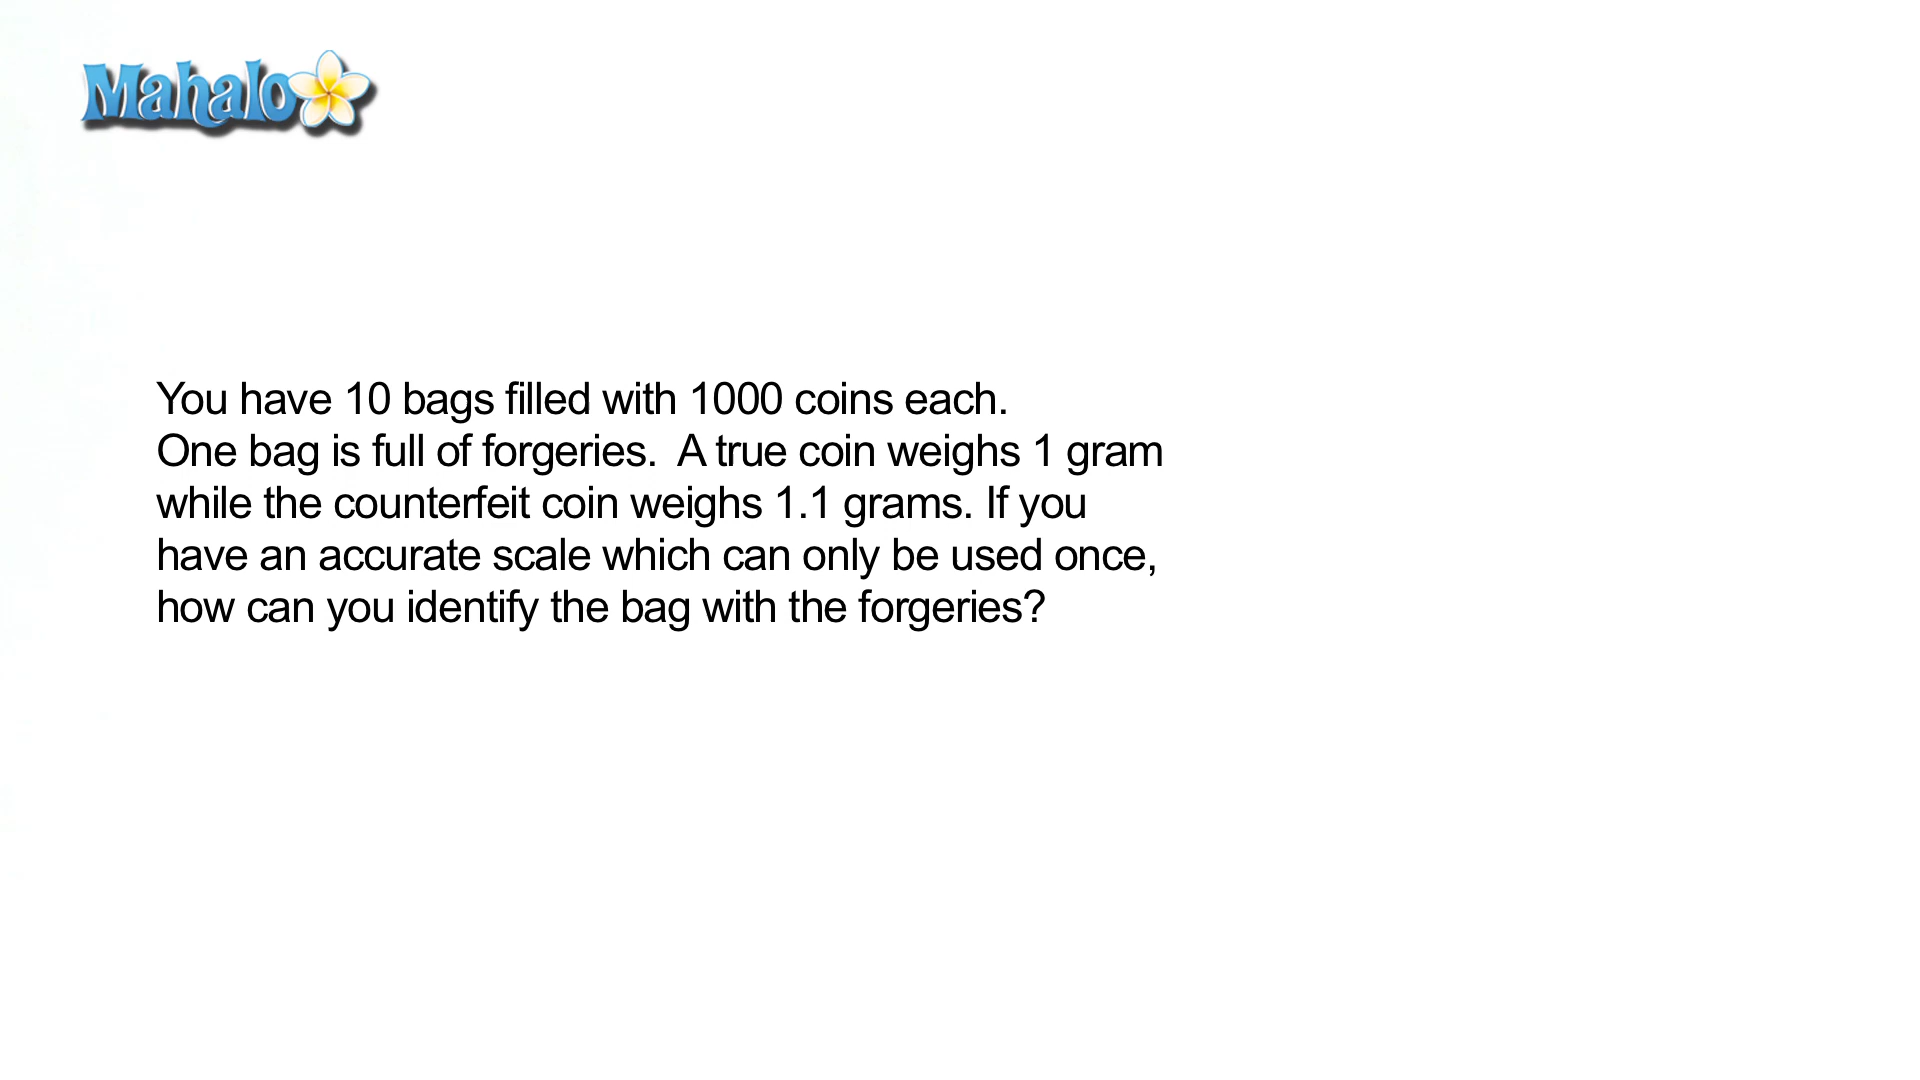 Mahalo
You have 10 bags filled with 1000 coins each.
One bag is full of forgeries.  A true coin weighs 1 gram
while the counterfeit coin weighs 1.1 grams. If you
have an accurate scale which can only be used once,
how can you identify the bag with the forgeries?